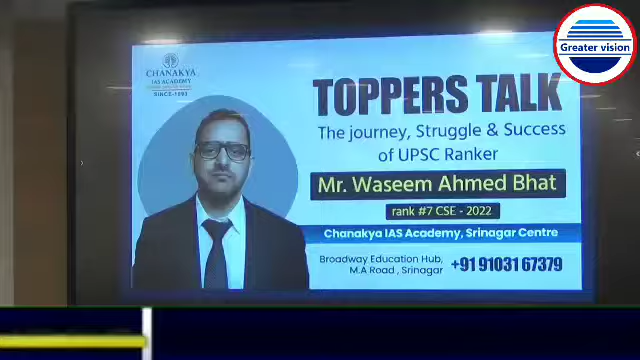 Greater vision
CHANAKYA
IAS ACADEMY
SINCE-1993
TOPPERS TALK
The journey, Struggle & Success
of UPSC Ranker
Mr. Waseem Ahmed Bhat
rank #7 CSE - 2022
Chanakya IAS Academy, Srinagar Centre
Broadway Education Hub,
M.A Road , Srinagar
+91 91031 67379